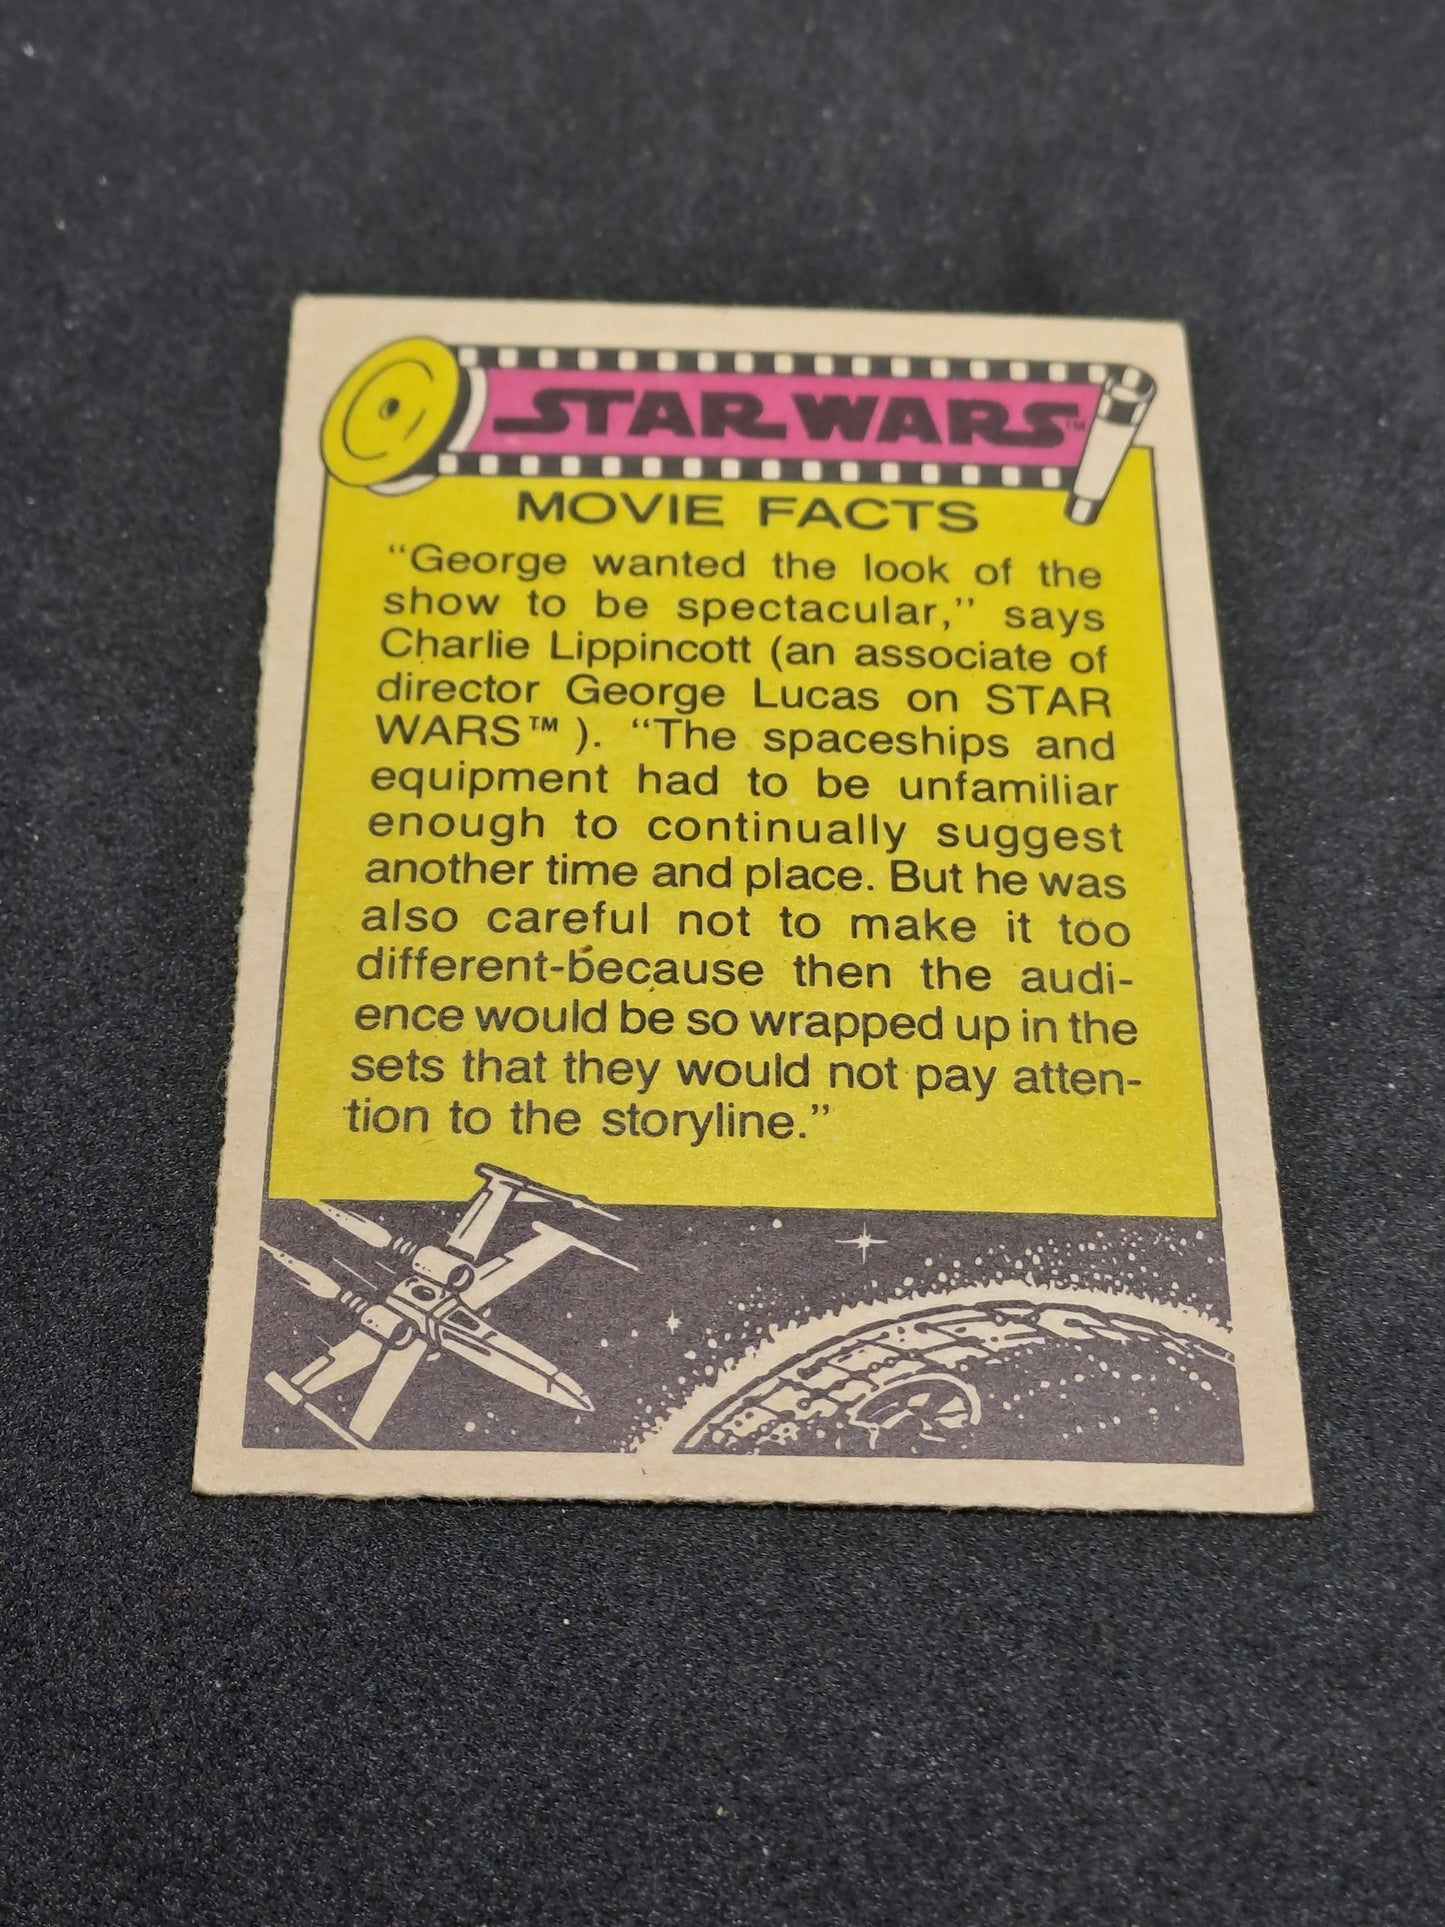 STAR WARS™
MOVIE FACTS
“George wanted the look of the
show to be spectacular,” says
Charlie Lippincott (an associate of
director George Lucas on STAR
WARS™ ). “The spaceships and
equipment had to be unfamiliar
enough to continually suggest
another time and place. But he was
also careful not to make it too
different-because then the audi-
ence would be so wrapped up in the
sets that they would not pay atten-
tion to the storyline.”